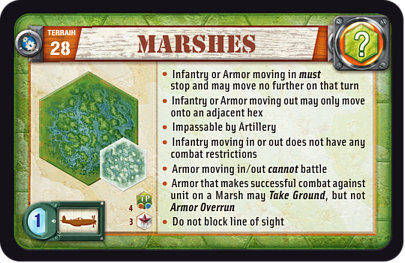 TERRAIN
28
MARSHES
?
• Infantry or Armor moving in must
stop and may move no further on that turn
• Infantry or Armor moving out may only move
onto an adjacent hex
• Impassable by Artillery
• Infantry moving in or out does not have any
combat restrictions
• Armor moving in/out cannot battle
• Armor that makes successful combat against
unit on a Marsh may Take Ground, but not
Armor Overrun
• Do not block line of sight
4
3
1